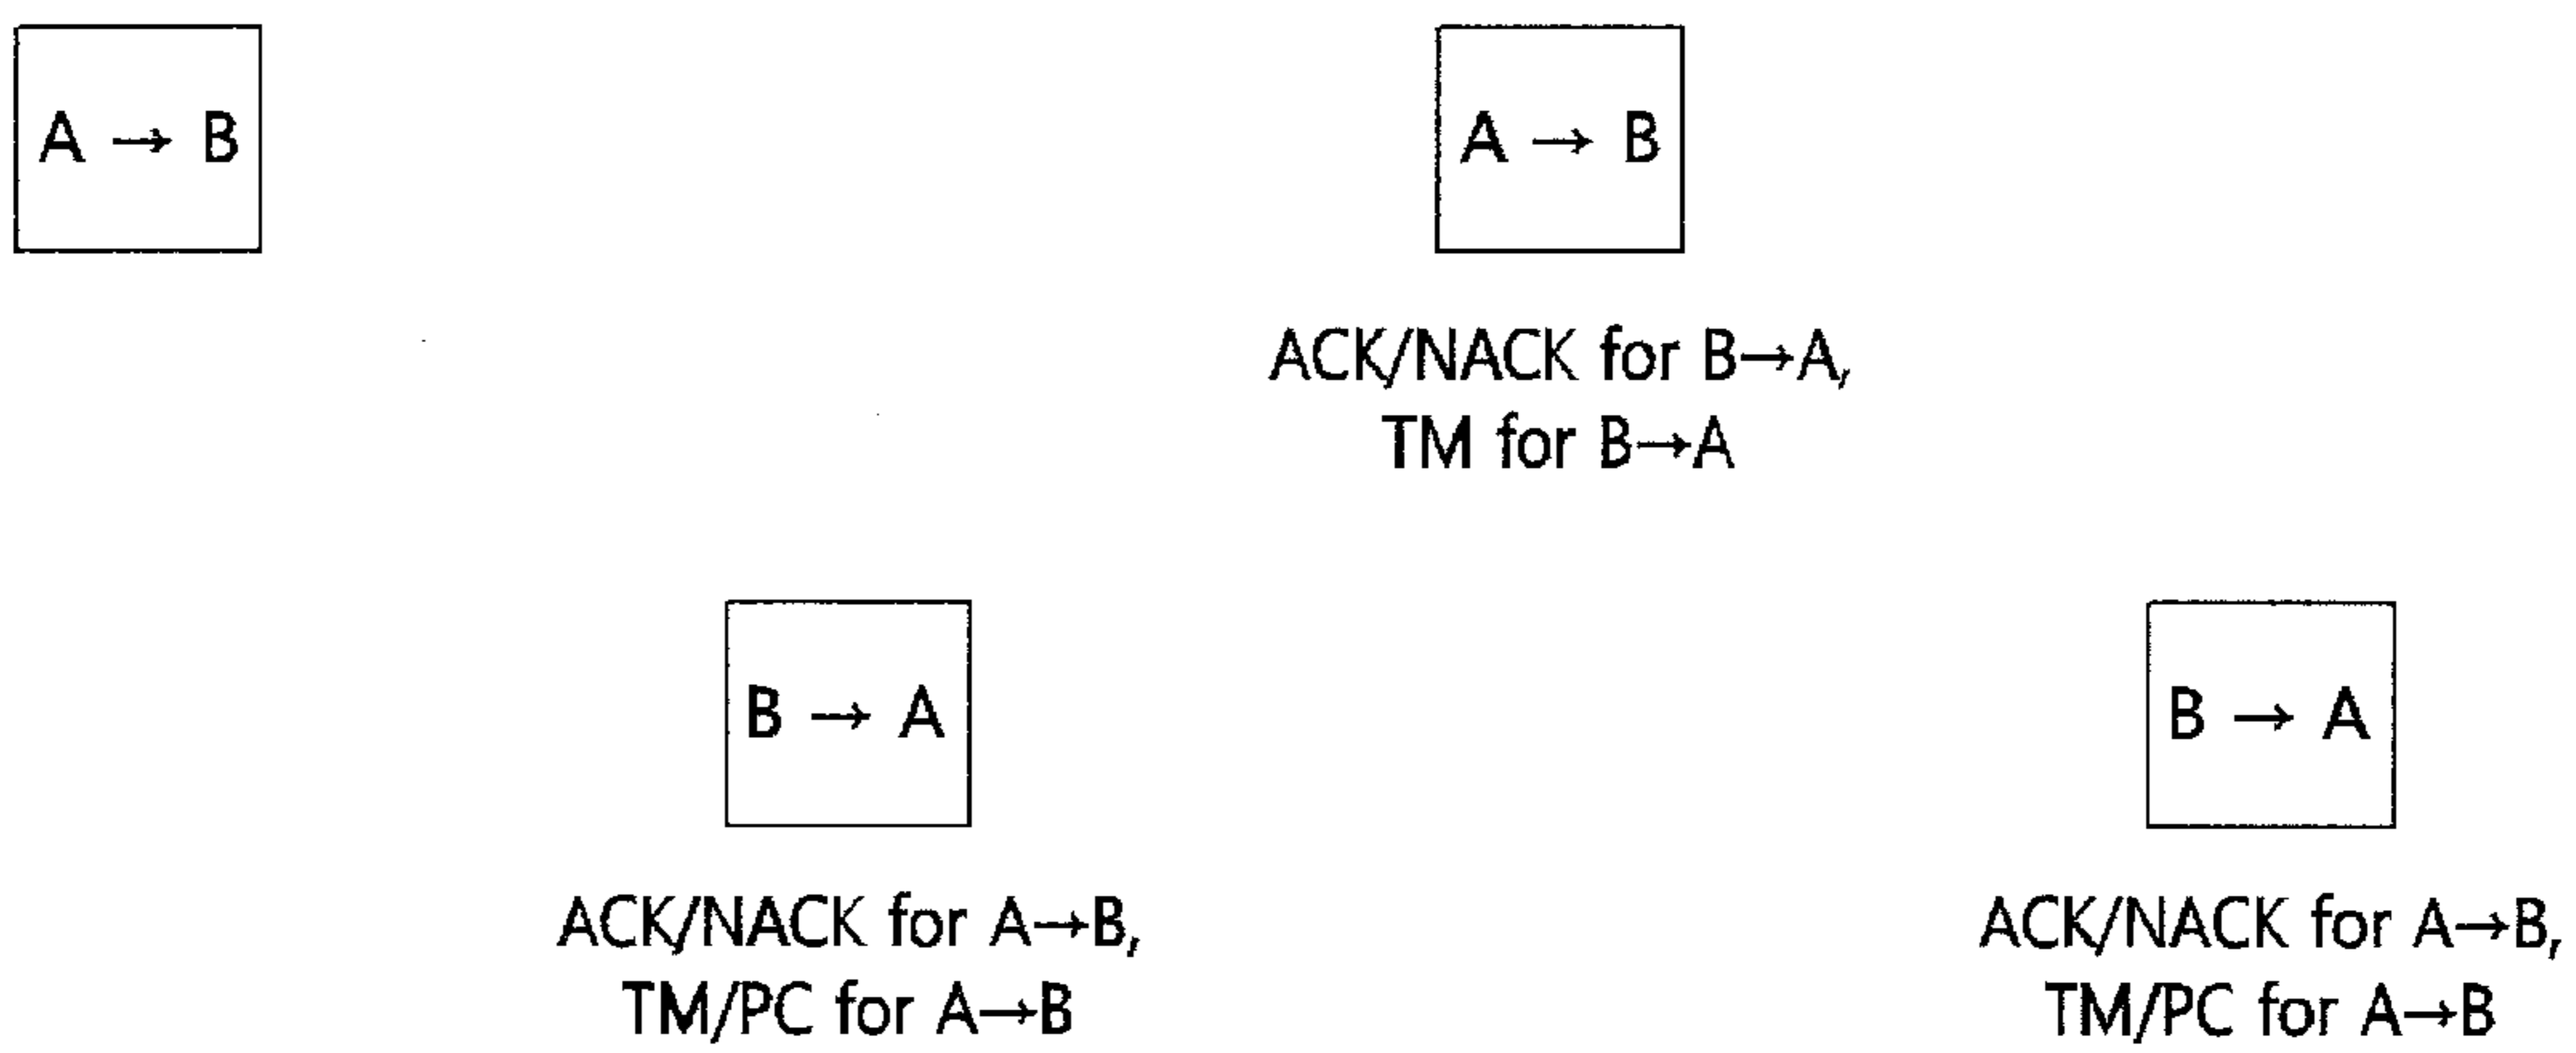 A → B
A → B
ACK/NACK for B→A,
TM for B→A
B → A
B → A
ACK/NACK for A→B,
TM/PC for A→B
ACK/NACK for A→B,
TM/PC for A→B